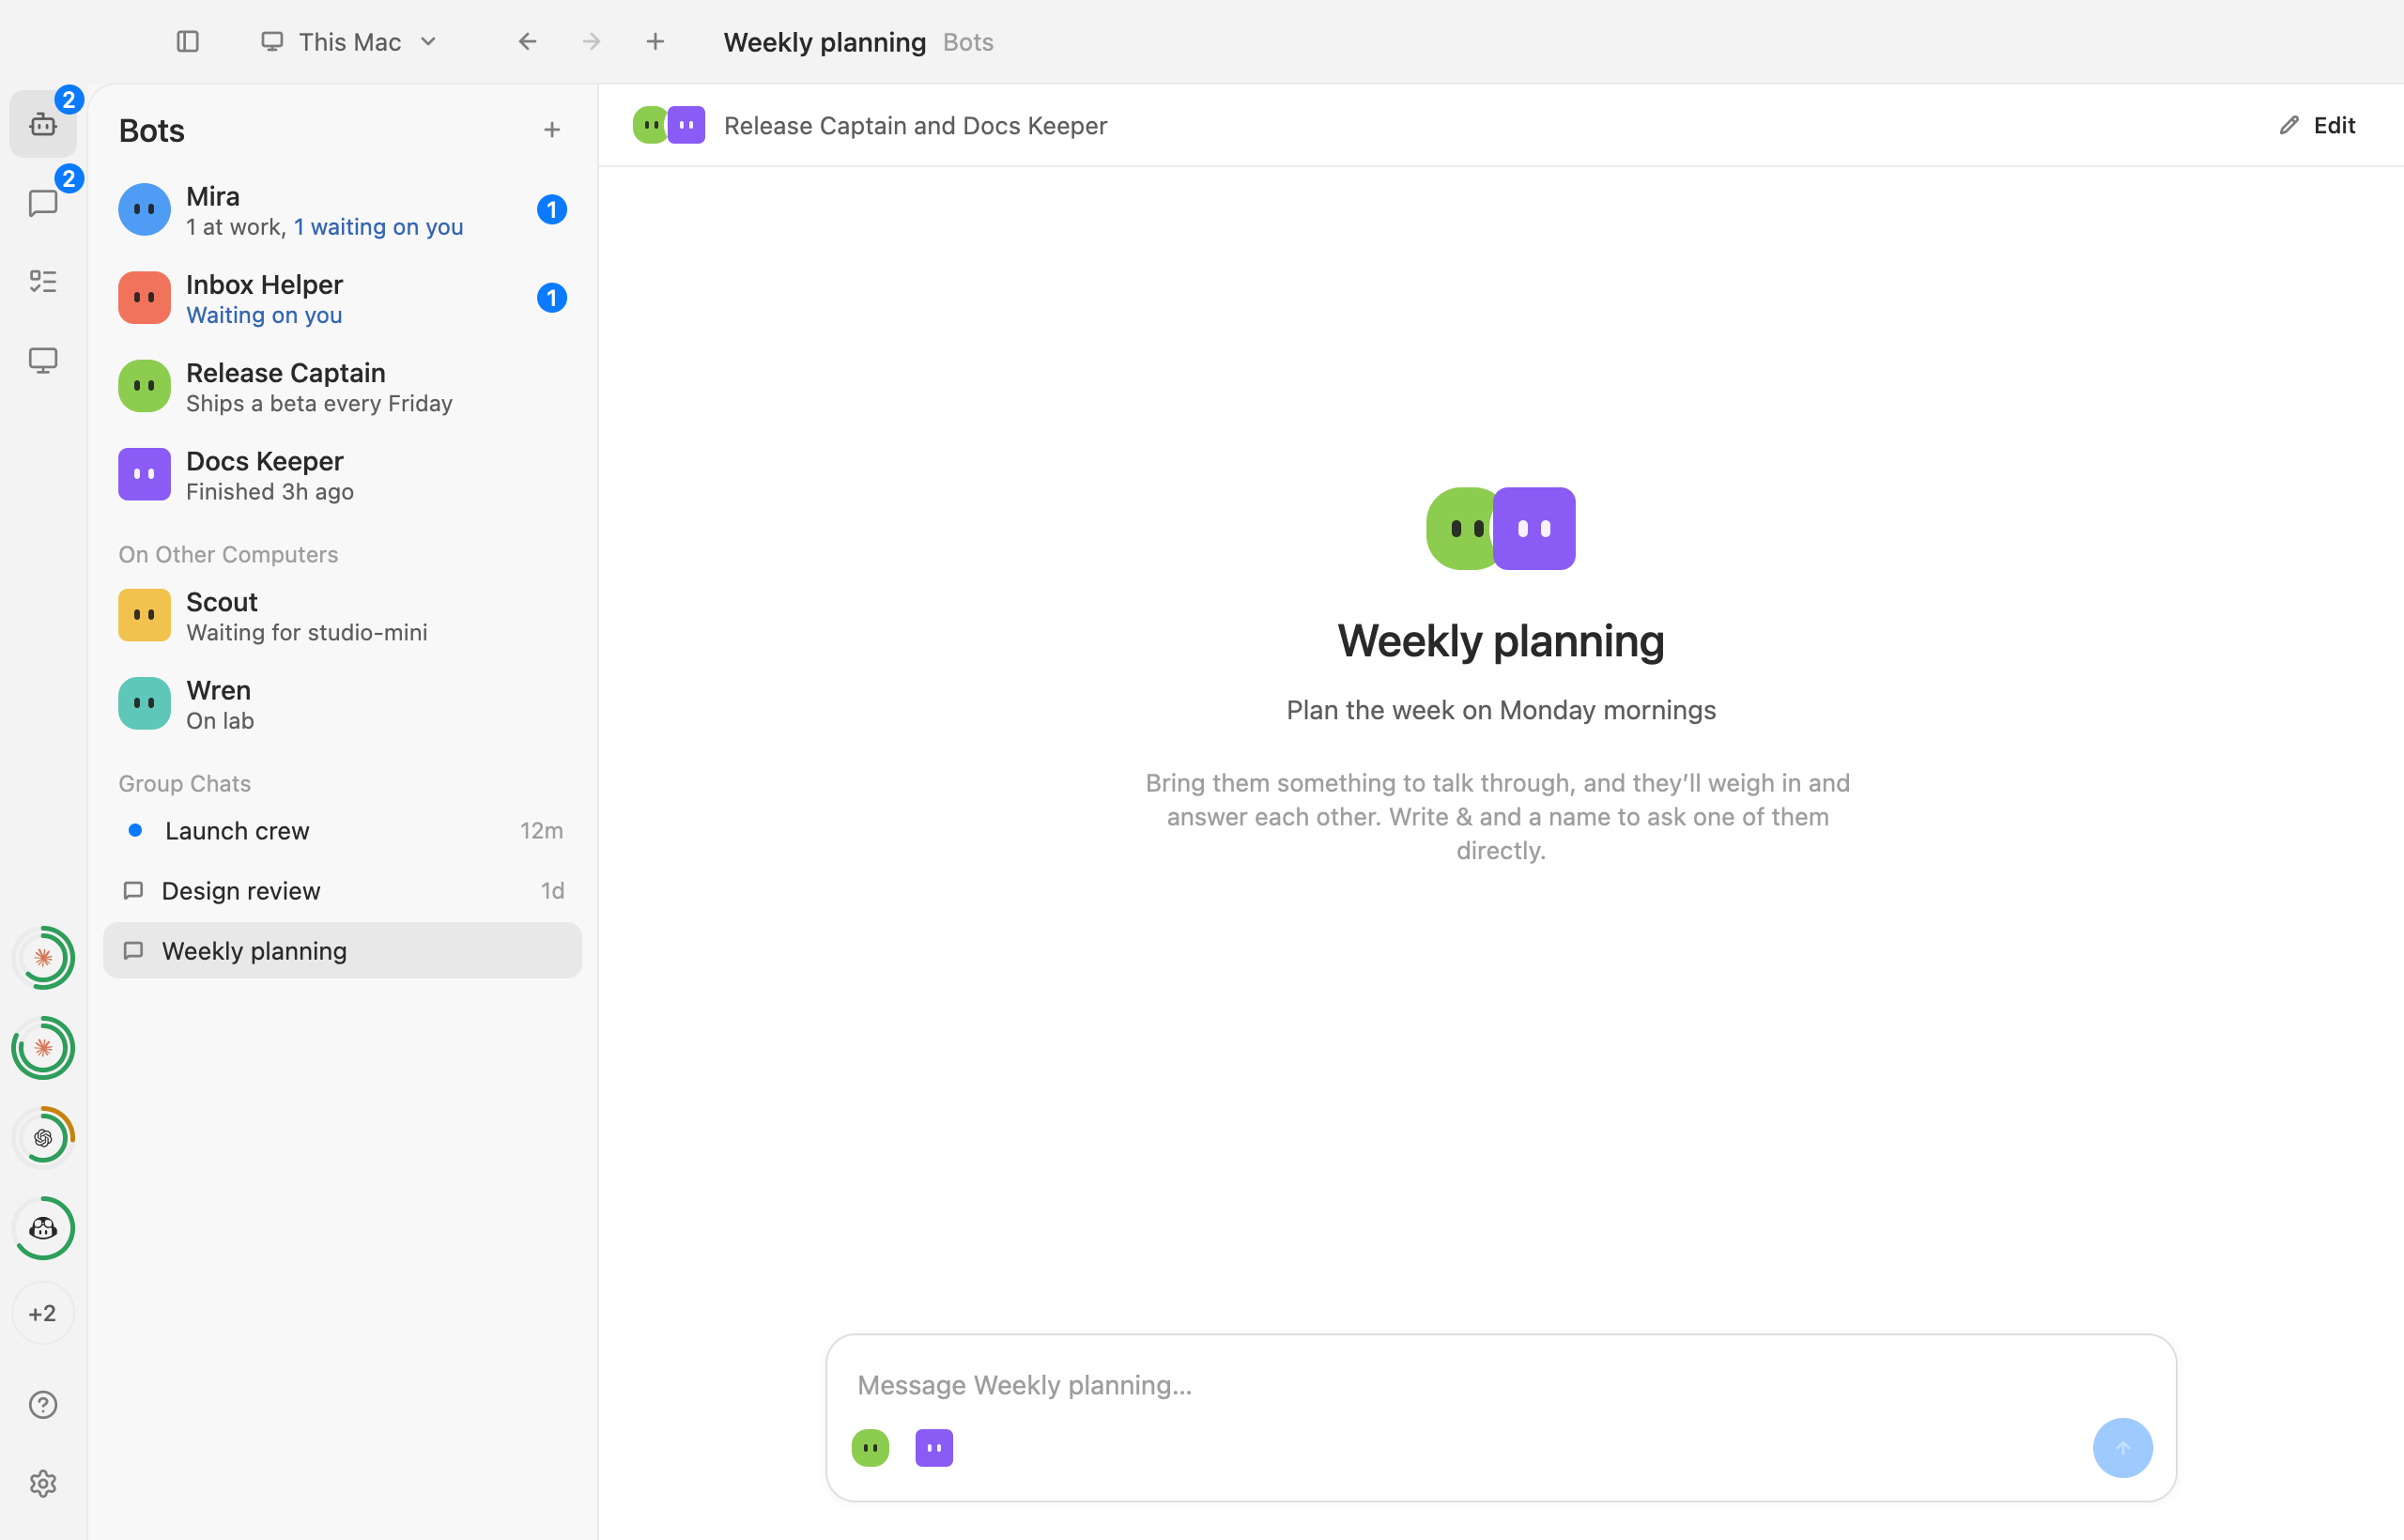 This Mac
Weekly planning Bots
2
2
Bots
Mira
1 at work, 1 waiting on you
1
Inbox Helper
Waiting on you
1
Release Captain
Ships a beta every Friday
Docs Keeper
Finished 3h ago
On Other Computers
Scout
Waiting for studio-mini
Wren
On lab
Group Chats
Launch crew 12m
Design review 1d
Weekly planning
+2
Release Captain and Docs Keeper
Edit
Weekly planning
Plan the week on Monday mornings
Bring them something to talk through, and they’ll weigh in and
answer each other. Write & and a name to ask one of them
directly.
Message Weekly planning...